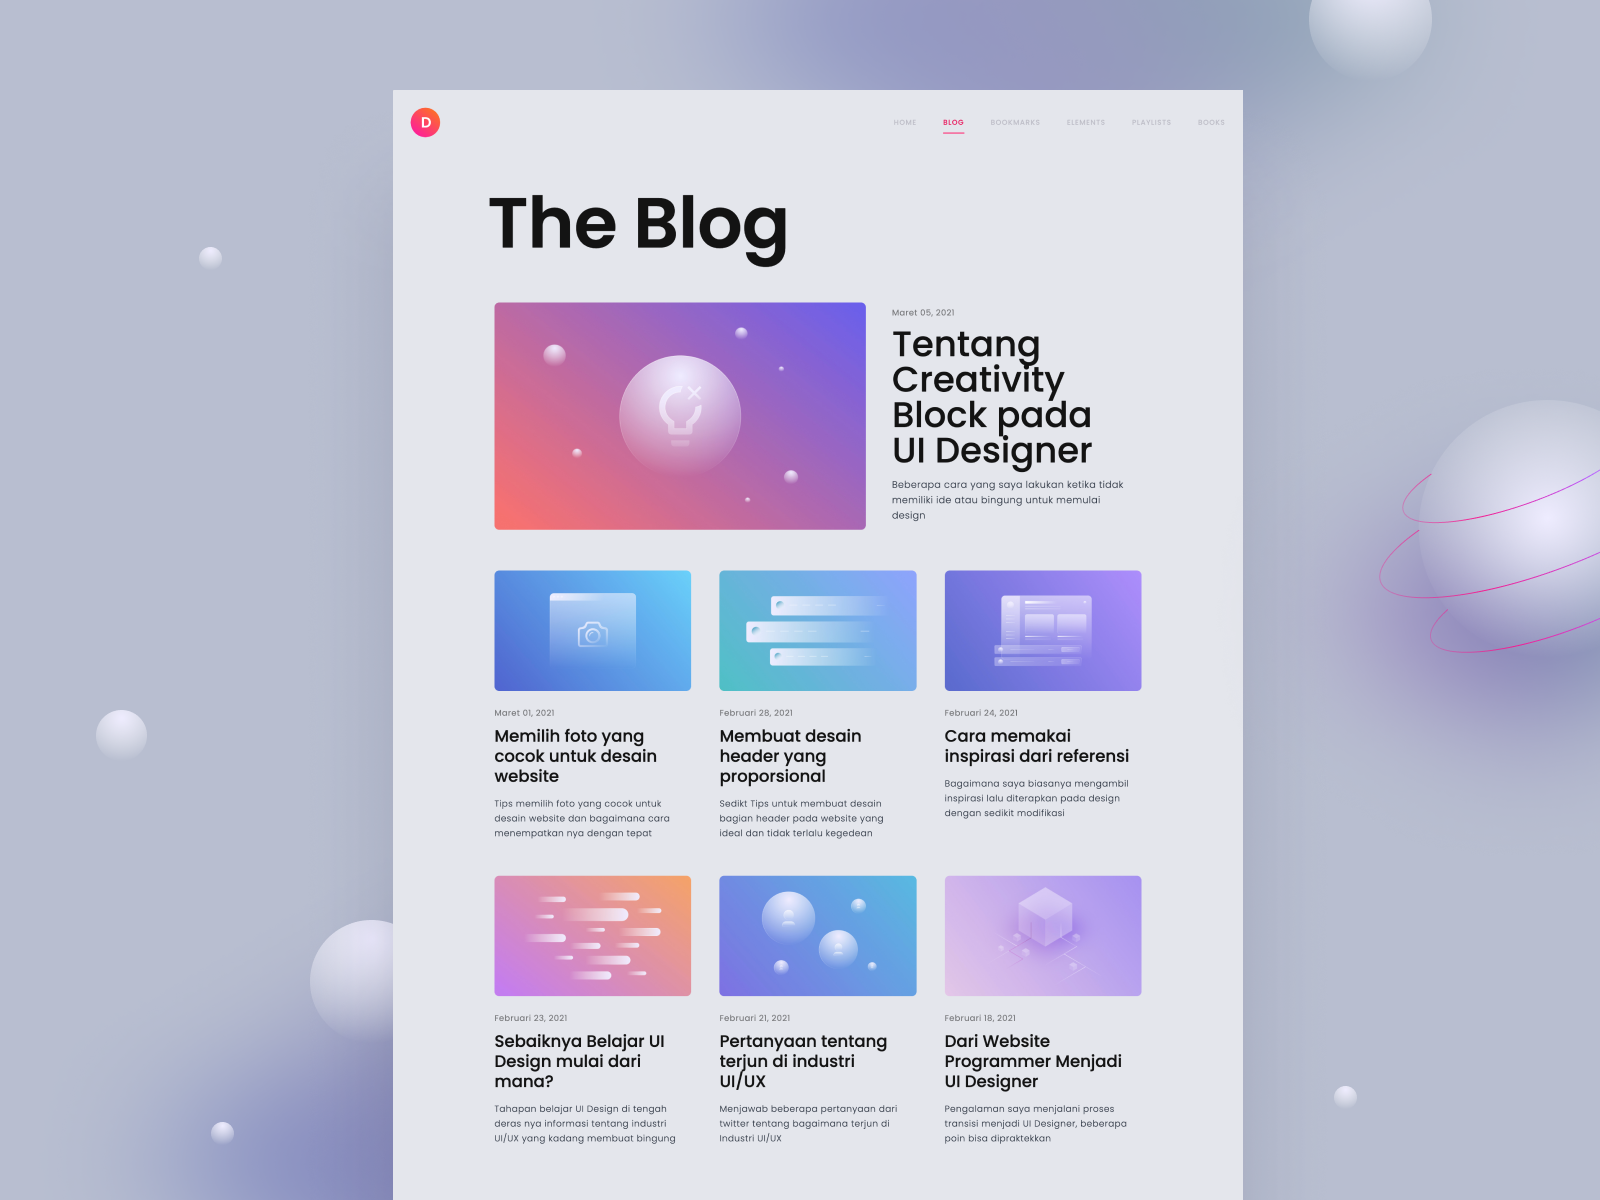 D
HOME BLOG BOOKMARKS ELEMENTS PLAYLISTS BOOKS
The Blog
Maret 05, 2021
Tentang
Creativity
Block pada
UI Designer
Beberapa cara yang saya lakukan ketika tidak
memiliki ide atau bingung untuk memulai
design
Maret 01, 2021
Memilih foto yang
cocok untuk desain
website
Tips memilih foto yang cocok untuk
desain website dan bagaimana cara
menempatkan nya dengan tepat
Februari 28, 2021
Membuat desain
header yang
proporsional
Sedikt Tips untuk membuat desain
bagian header pada website yang
ideal dan tidak terlalu kegedean
Februari 24, 2021
Cara memakai
inspirasi dari referensi
Bagaimana saya biasanya mengambil
inspirasi lalu diterapkan pada design
dengan sedikit modifikasi
Februari 23, 2021
Sebaiknya Belajar UI
Design mulai dari
mana?
Tahapan belajar UI Design di tengah
deras nya informasi tentang industri
UI/UX yang kadang membuat bingung
Februari 21, 2021
Pertanyaan tentang
terjun di industri
UI/UX
Menjawab beberapa pertanyaan dari
twitter tentang bagaimana terjun di
Industri UI/UX
Februari 18, 2021
Dari Website
Programmer Menjadi
UI Designer
Pengalaman saya menjalani proses
transisi menjadi UI Designer, beberapa
poin bisa dipraktekkan